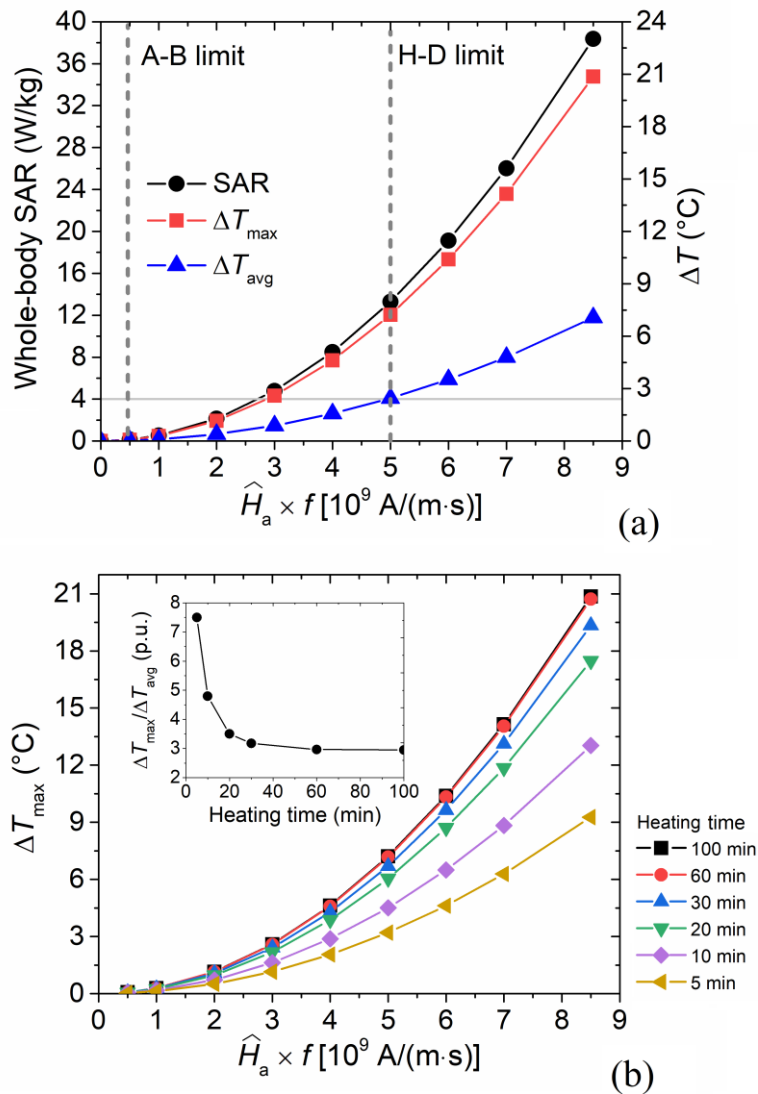 A-B limit
H-D limit
SAR
ΔTmax
ΔTavg
Whole-body SAR (W/kg)
40
36
32
28
24
20
16
12
8
4
0
ΔT (°C)
24
21
18
15
12
9
6
3
0
0 1 2 3 4 5 6 7 8 9
Ĥa × f [10⁹ A/(m·s)]
(a)
ΔTmax (°C)
21
18
15
12
9
6
3
0
ΔTmax/ΔTavg (p.u.)
8
7
6
5
4
3
2
0 20 40 60 80 100
Heating time (min)
Heating time
100 min
60 min
30 min
20 min
10 min
5 min
0 1 2 3 4 5 6 7 8 9
Ĥa × f [10⁹ A/(m·s)]
(b)